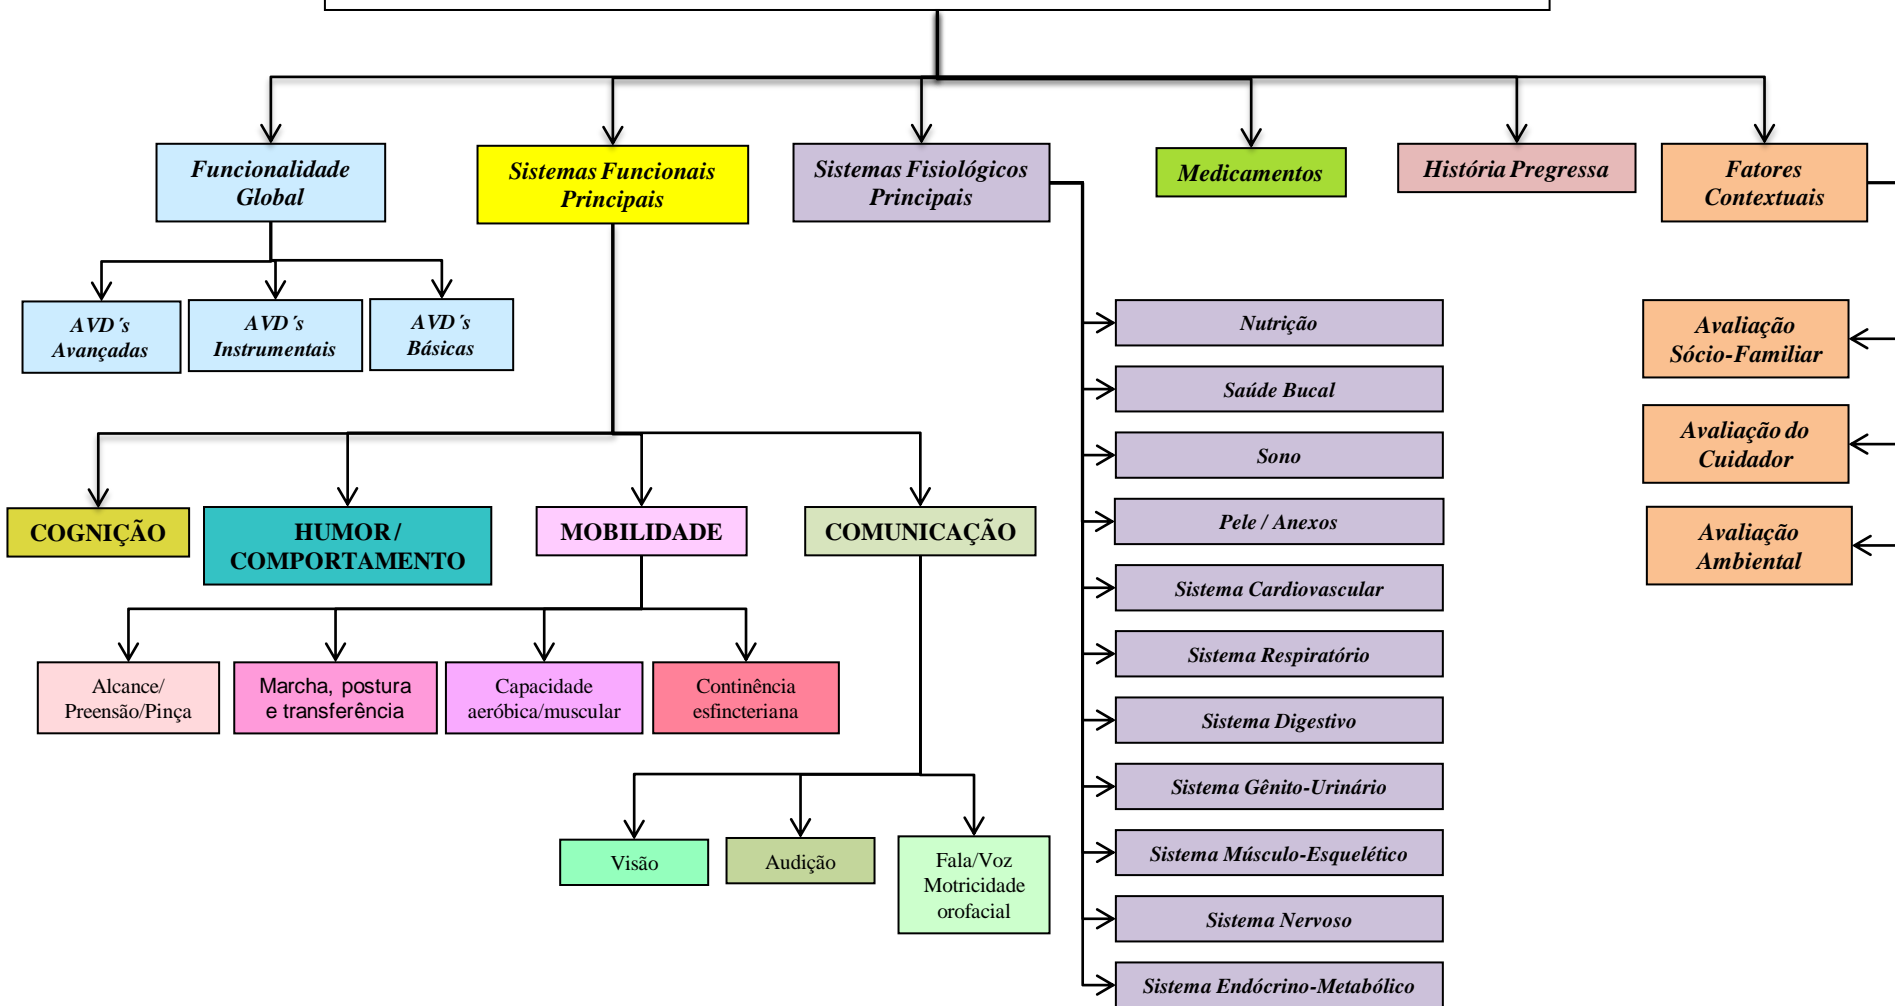 Funcionalidade
Global
Sistemas Funcionais
Principais
Sistemas Fisiológicos
Principais
Medicamentos
História Pregressa
Fatores
Contextuais
AVD´s
Avançadas
AVD´s
Instrumentais
AVD´s
Básicas
COGNIÇÃO
HUMOR /
COMPORTAMENTO
MOBILIDADE
COMUNICAÇÃO
Alcance/
Preensão/Pinça
Marcha, postura
e transferência
Capacidade
aeróbica/muscular
Continência
esfincteriana
Visão
Audição
Fala/Voz
Motricidade
orofacial
Nutrição
Saúde Bucal
Sono
Pele / Anexos
Sistema Cardiovascular
Sistema Respiratório
Sistema Digestivo
Sistema Gênito-Urinário
Sistema Músculo-Esquelético
Sistema Nervoso
Sistema Endócrino-Metabólico
Avaliação
Sócio-Familiar
Avaliação do
Cuidador
Avaliação
Ambiental